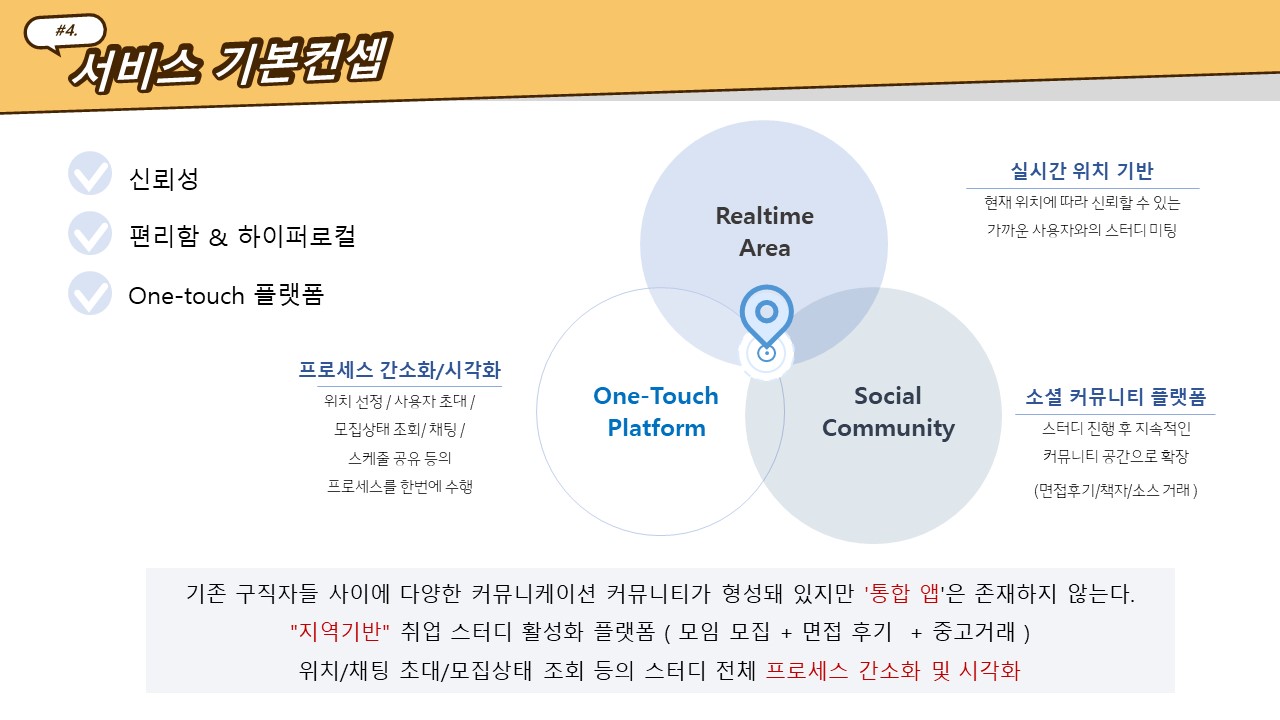 #4.
서비스 기본컨셉
신뢰성
편리함 & 하이퍼로컬
One-touch 플랫폼
Realtime
Area
실시간 위치 기반
현재 위치에 따라 신뢰할 수 있는
가까운 사용자와의 스터디 미팅
프로세스 간소화/시각화
위치 선정 / 사용자 초대 /
모집상태 조회/ 채팅 /
스케줄 공유 등의
프로세스를 한번에 수행
One-Touch
Platform
Social
Community
소셜 커뮤니티 플랫폼
스터디 진행 후 지속적인
커뮤니티 공간으로 확장
(면접후기/책자/소스 거래 )
기존 구직자들 사이에 다양한 커뮤니케이션 커뮤니티가 형성돼 있지만 '통합 앱'은 존재하지 않는다.
"지역기반" 취업 스터디 활성화 플랫폼 ( 모임 모집 + 면접 후기 + 중고거래 )
위치/채팅 초대/모집상태 조회 등의 스터디 전체 프로세스 간소화 및 시각화